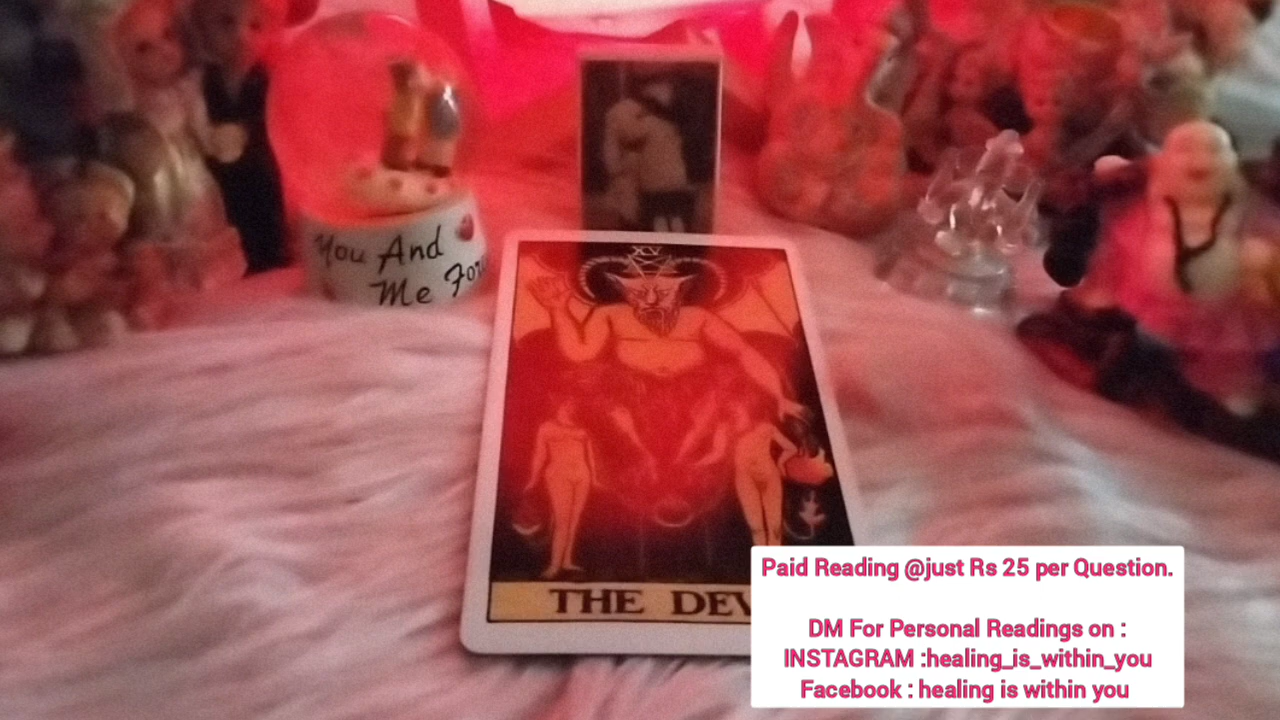 You And
Me For
XV
THE DEV
Paid Reading @just Rs 25 per Question.
DM For Personal Readings on :
INSTAGRAM :healing_is_within_you
Facebook : healing is within you